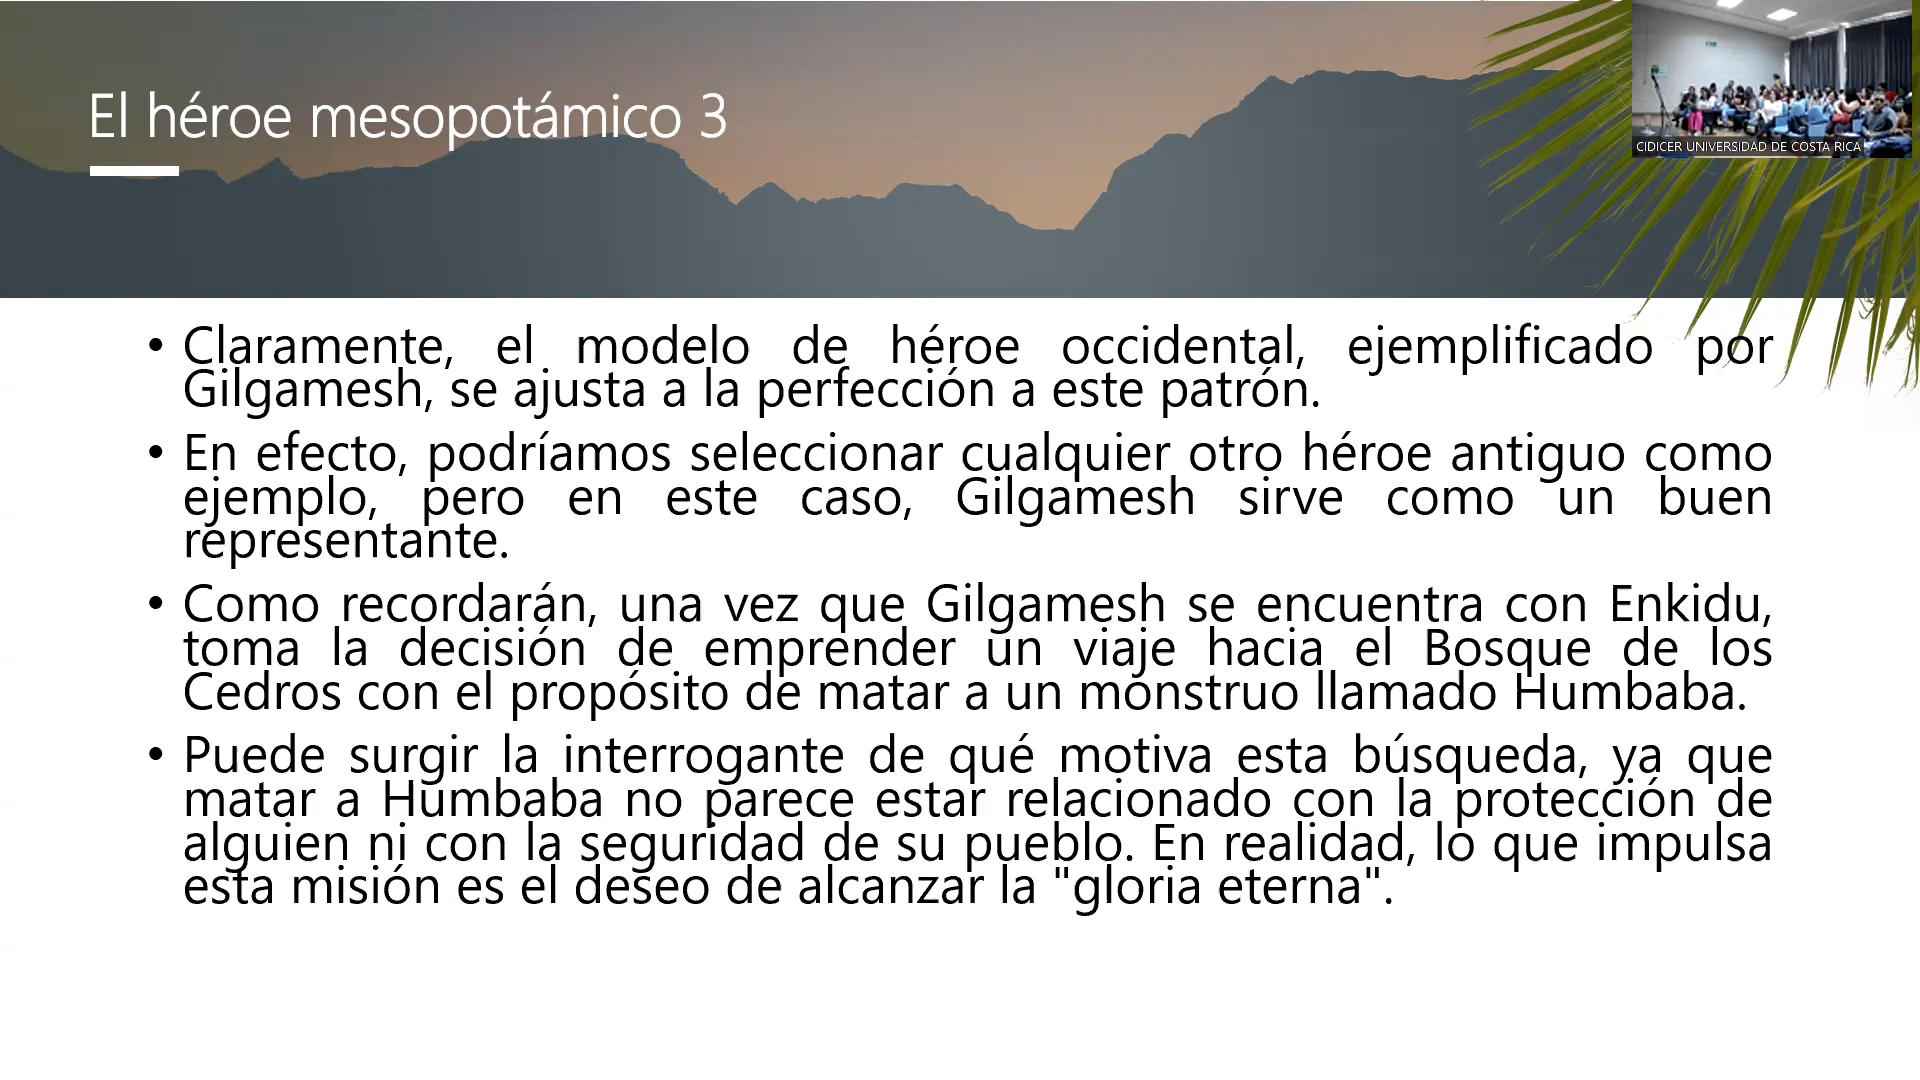 El héroe mesopotámico 3
CIDICER UNIVERSIDAD DE COSTA RICA
• Claramente, el modelo de héroe occidental, ejemplificado por
Gilgamesh, se ajusta a la perfección a este patrón.
• En efecto, podríamos seleccionar cualquier otro héroe antiguo como
ejemplo, pero en este caso, Gilgamesh sirve como un buen
representante.
• Como recordarán, una vez que Gilgamesh se encuentra con Enkidu,
toma la decisión de emprender un viaje hacia el Bosque de los
Cedros con el propósito de matar a un monstruo llamado Humbaba.
• Puede surgir la interrogante de qué motiva esta búsqueda, ya que
matar a Humbaba no parece estar relacionado con la protección de
alguien ni con la seguridad de su pueblo. En realidad, lo que impulsa
esta misión es el deseo de alcanzar la "gloria eterna".